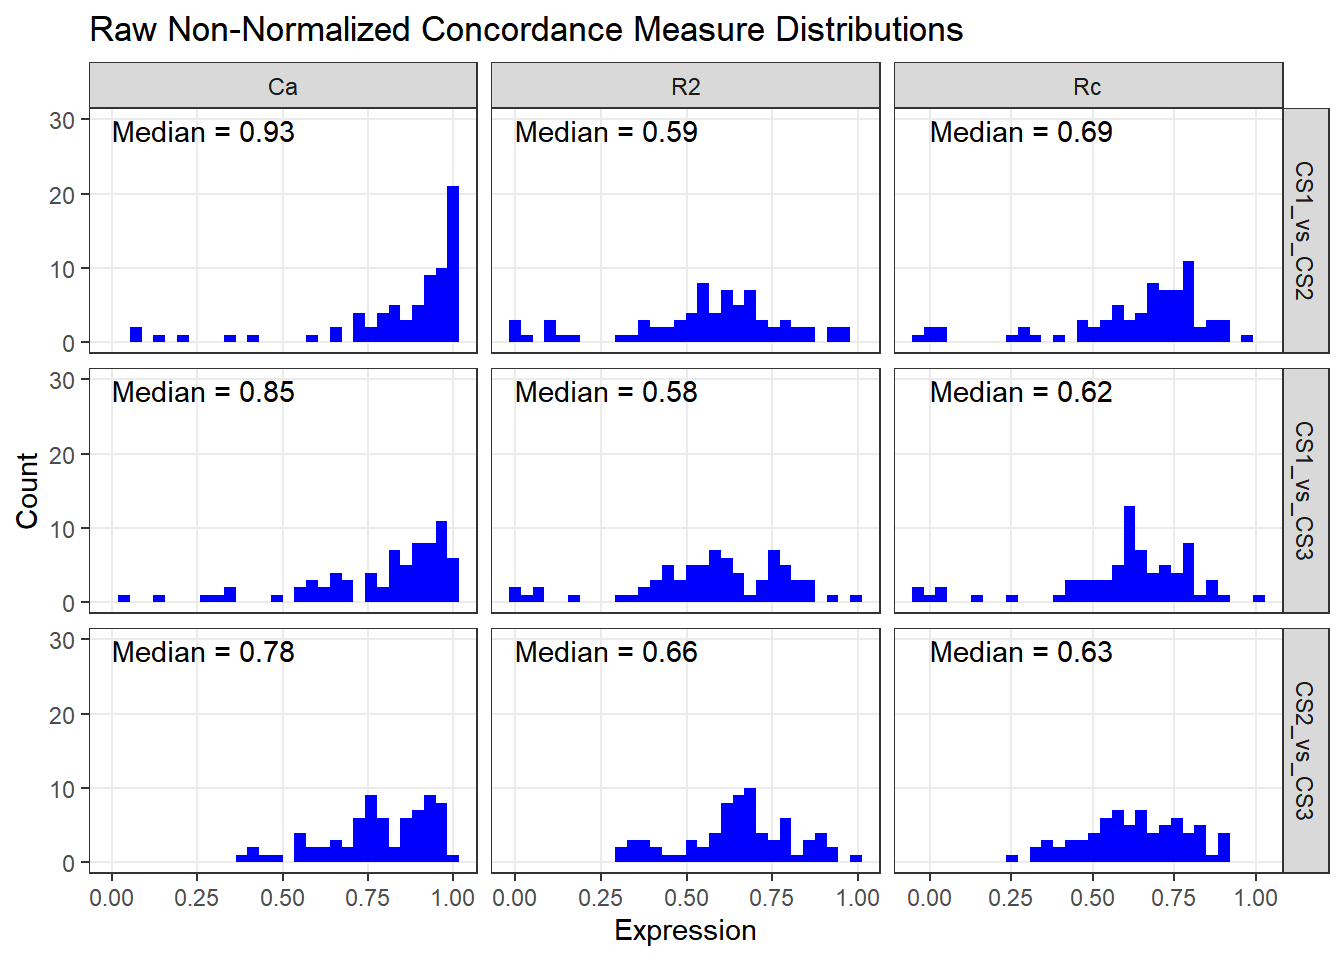 Raw Non-Normalized Concordance Measure Distributions
Ca R2 Rc
30 Median = 0.93 Median = 0.59 Median = 0.69
20
10
0
CS1_vs_CS2
30 Median = 0.85 Median = 0.58 Median = 0.62
20
10
0
CS1_vs_CS3
Count
30 Median = 0.78 Median = 0.66 Median = 0.63
20
10
0
CS2_vs_CS3
0.00 0.25 0.50 0.75 1.00 0.00 0.25 0.50 0.75 1.00 0.00 0.25 0.50 0.75 1.00
Expression